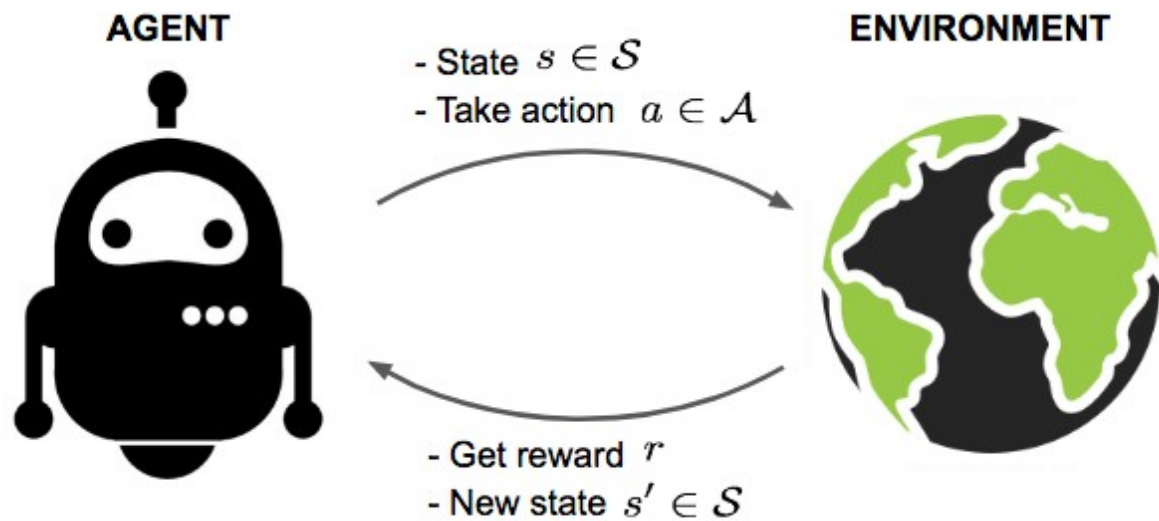 AGENT
ENVIRONMENT
- State s ∈ 𝒮
- Take action a ∈ 𝒜
- Get reward r
- New state s′ ∈ 𝒮